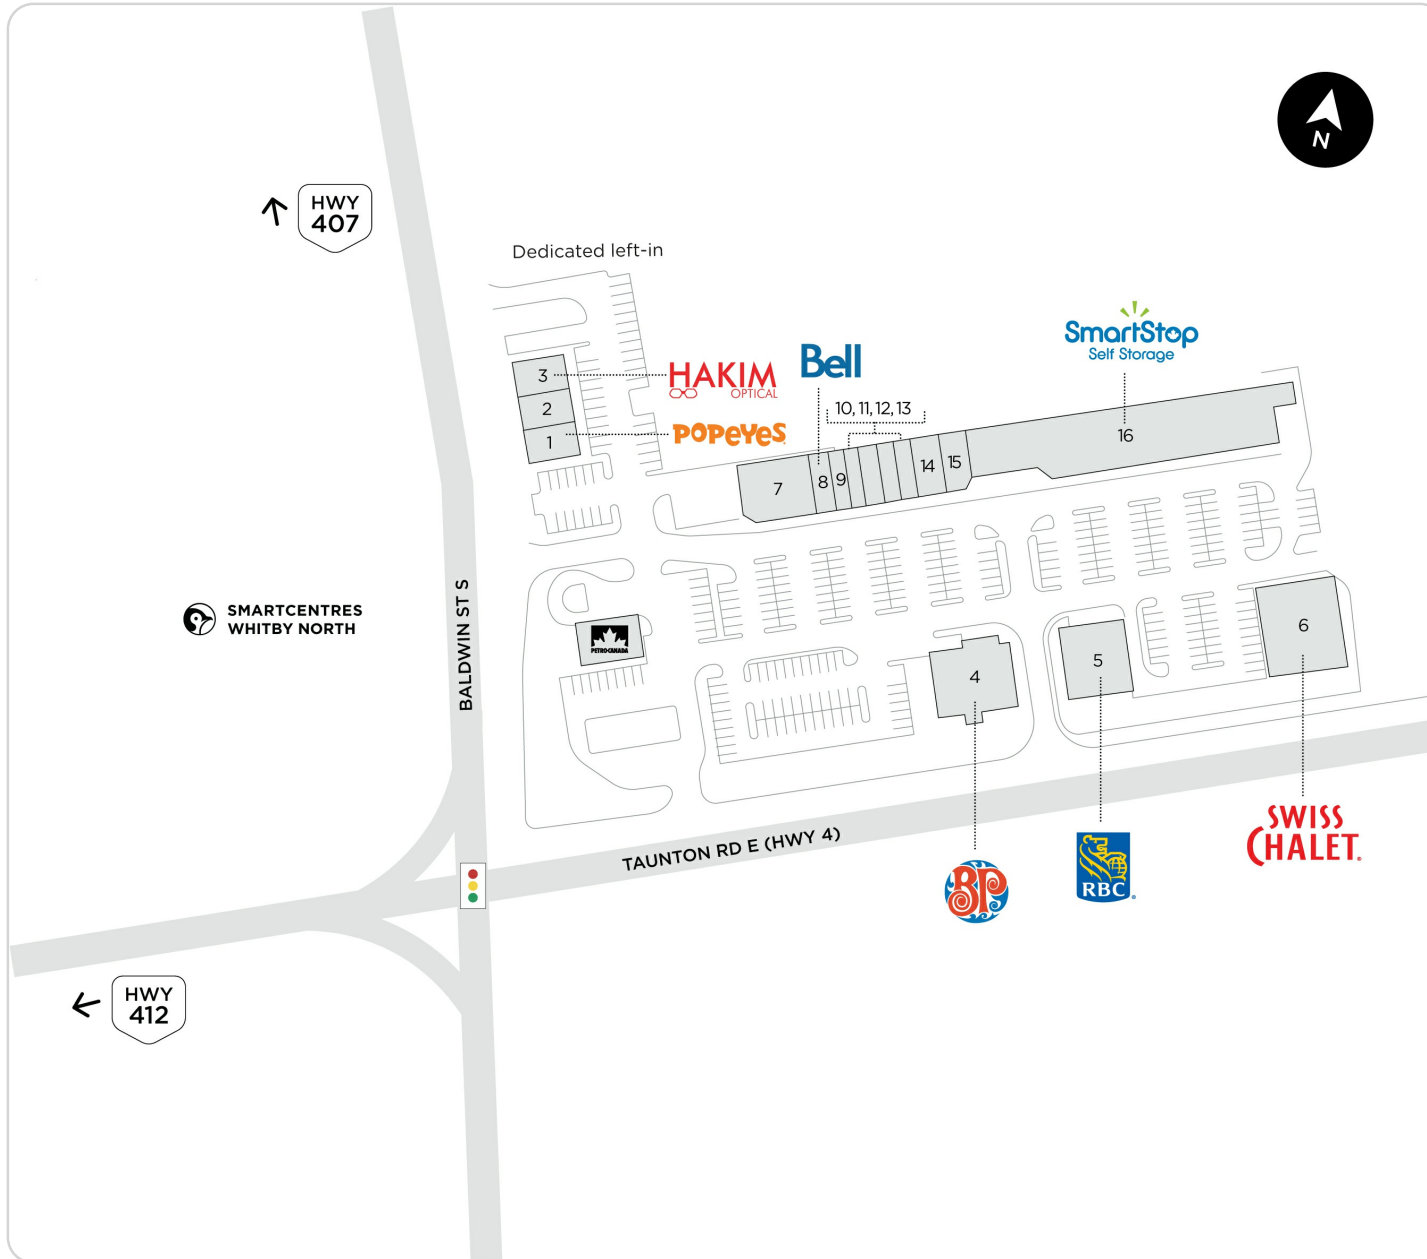 N
HWY
407
Dedicated left-in
SmartStop
Self Storage
Bell
HAKIM
OPTICAL
3
2
1
POPEYES
10, 11, 12, 13
16
15
14
9
8
7
SMARTCENTRES
WHITBY NORTH
BALDWIN ST S
PETRO-CANADA
4
5
6
SWISS
CHALET.
TAUNTON RD E (HWY 4)
BP
RBC
HWY
412